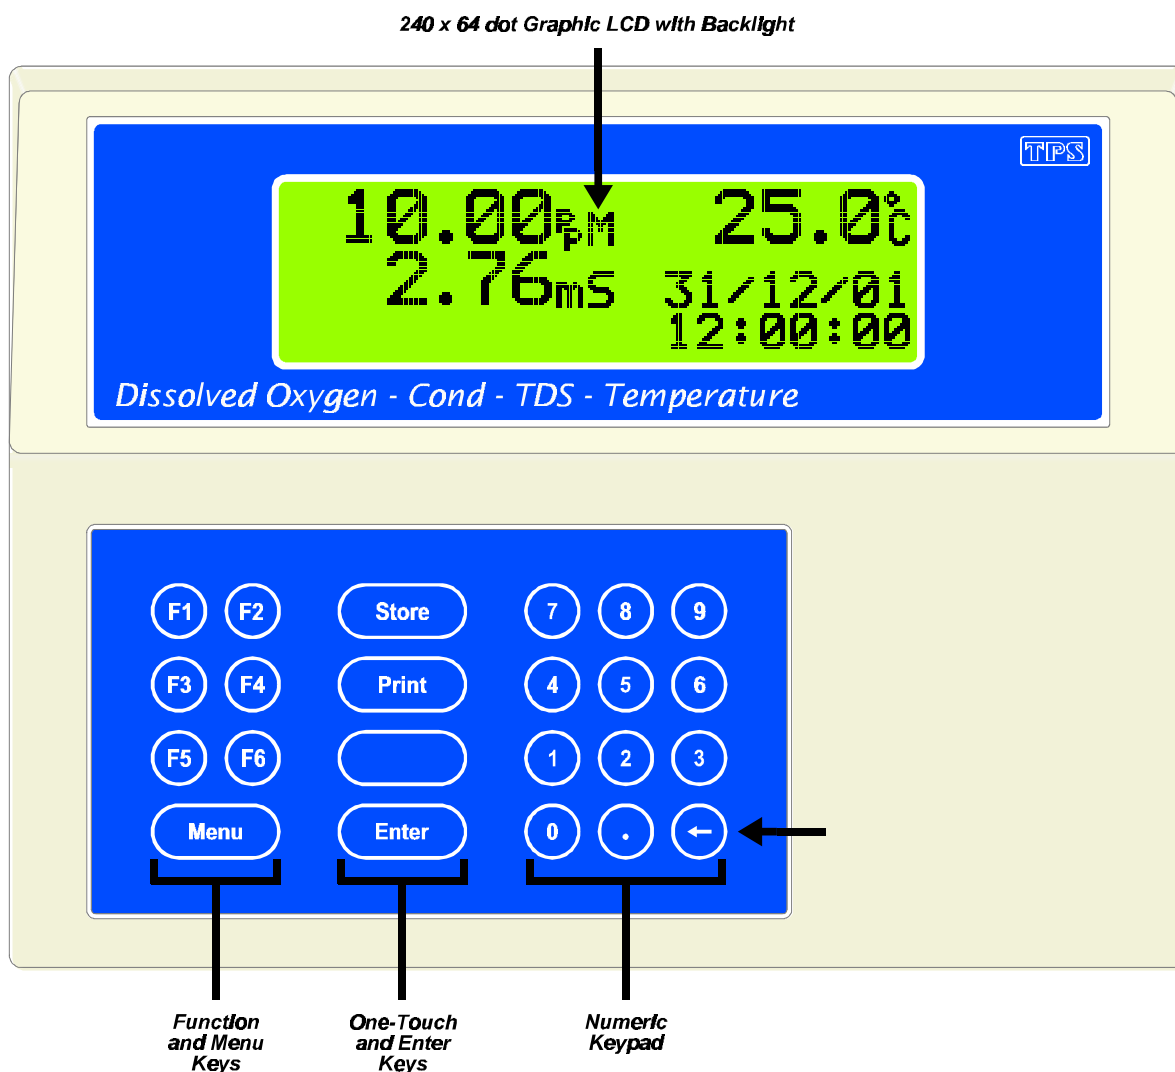 240 x 64 dot Graphic LCD with Backlight
TPS
10.00ppM 25.0°C
2.76mS 31/12/01
12:00:00
Dissolved Oxygen - Cond - TDS - Temperature
F1 F2 Store 7 8 9
F3 F4 Print 4 5 6
F5 F6 1 2 3
Menu Enter 0 . ←
Function
and Menu
Keys
One-Touch
and Enter
Keys
Numeric
Keypad